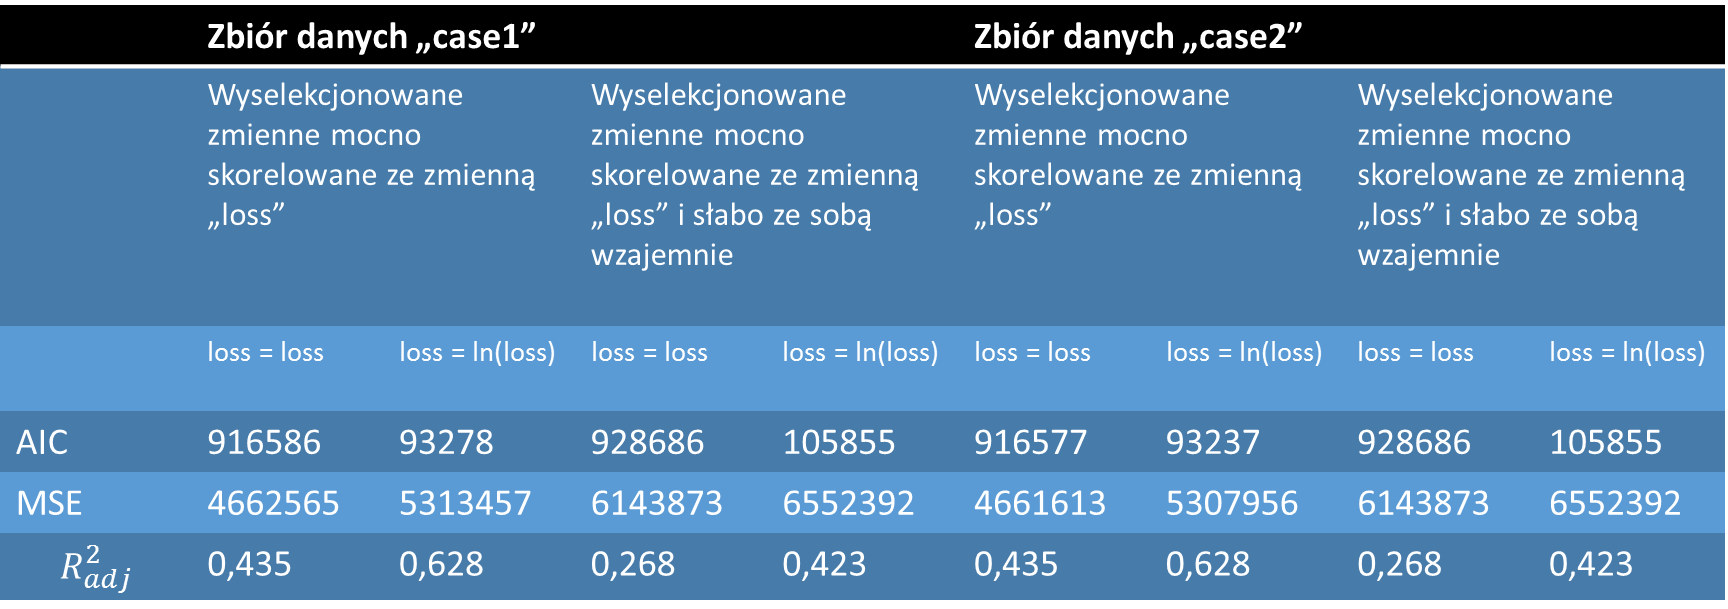 Zbiór danych „case1” Zbiór danych „case2”
Wyselekcjonowane
zmienne mocno
skorelowane ze zmienną
„loss”
Wyselekcjonowane
zmienne mocno
skorelowane ze zmienną
„loss” i słabo ze sobą
wzajemnie
Wyselekcjonowane
zmienne mocno
skorelowane ze zmienną
„loss”
Wyselekcjonowane
zmienne mocno
skorelowane ze zmienną
„loss” i słabo ze sobą
wzajemnie
loss = loss loss = ln(loss) loss = loss loss = ln(loss) loss = loss loss = ln(loss) loss = loss loss = ln(loss)
AIC 916586 93278 928686 105855 916577 93237 928686 105855
MSE 4662565 5313457 6143873 6552392 4661613 5307956 6143873 6552392
R²adj 0,435 0,628 0,268 0,423 0,435 0,628 0,268 0,423